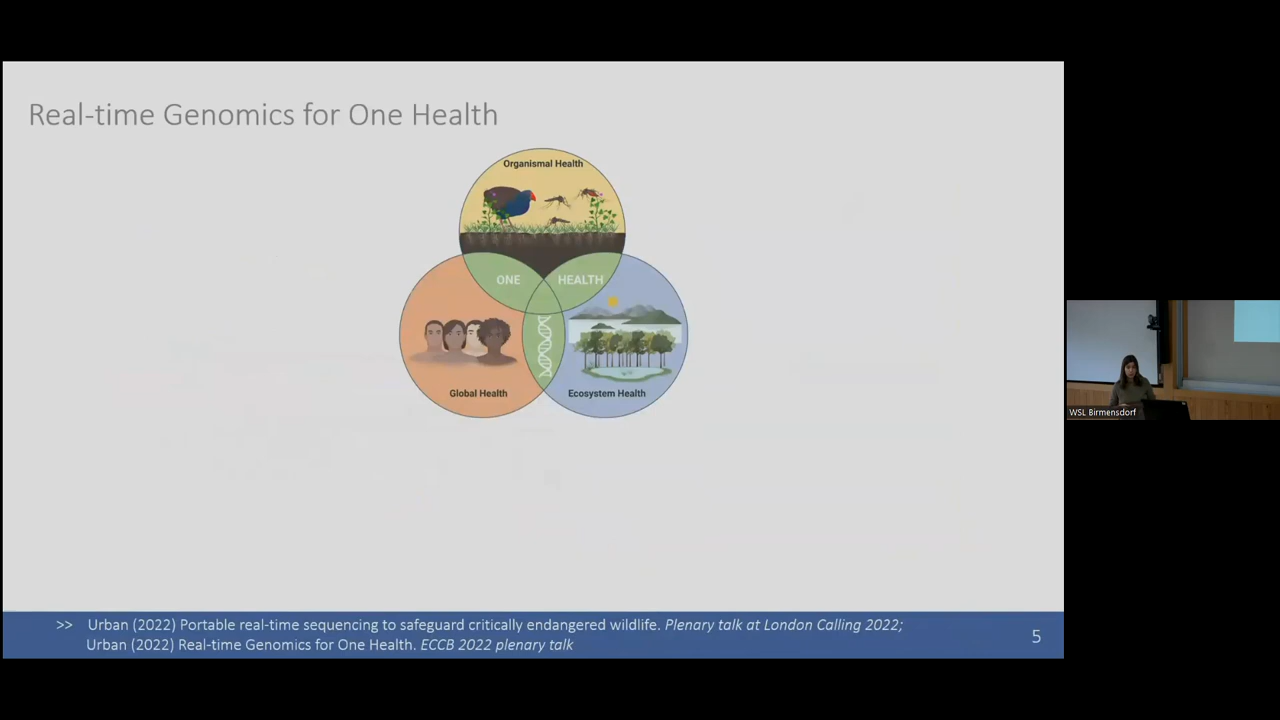 Real-time Genomics for One Health
Organismal Health
ONE HEALTH
Global Health
Ecosystem Health
>> Urban (2022) Portable real-time sequencing to safeguard critically endangered wildlife. Plenary talk at London Calling 2022;
Urban (2022) Real-time Genomics for One Health. ECCB 2022 plenary talk
5
WSL Birmensdorf